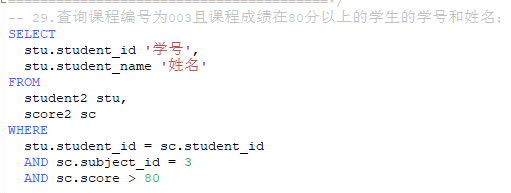 =========================================*/
-- 29.查询课程编号为003且课程成绩在80分以上的学生的学号和姓名;
SELECT
stu.student_id '学号',
stu.student_name '姓名'
FROM
student2 stu,
score2 sc
WHERE
stu.student_id = sc.student_id
AND sc.subject_id = 3
AND sc.score > 80